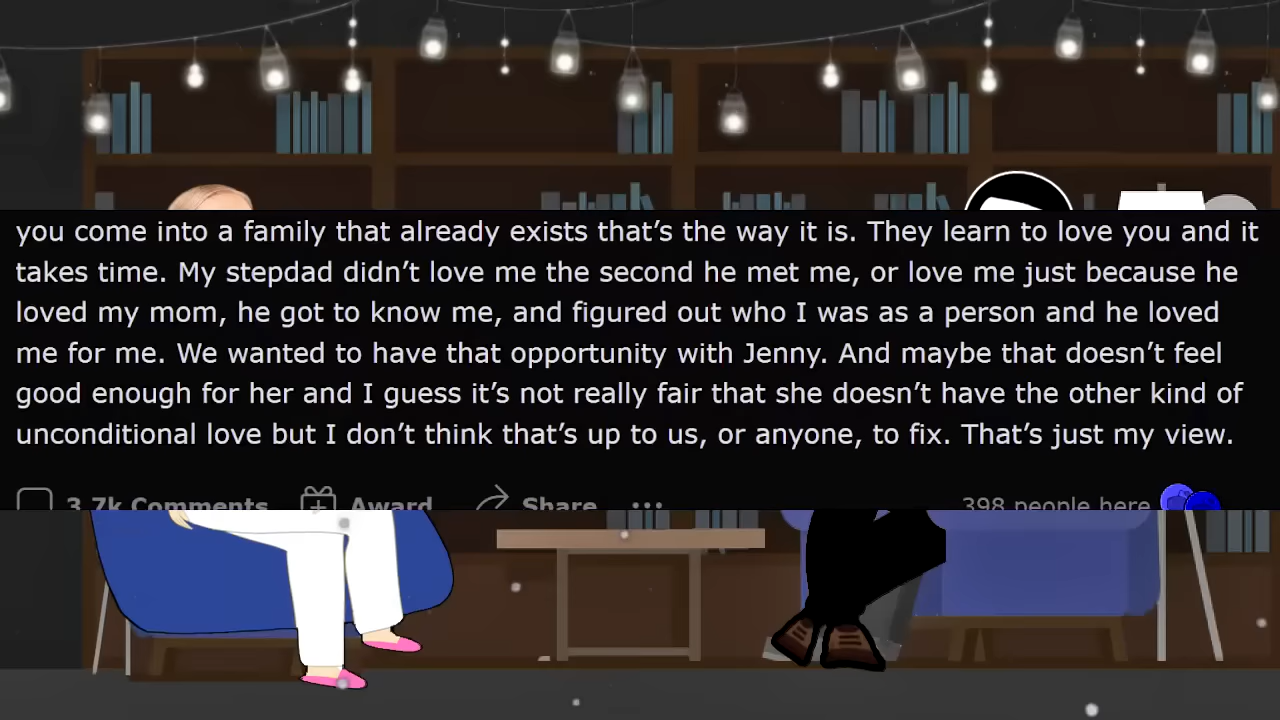 you come into a family that already exists that’s the way it is. They learn to love you and it
takes time. My stepdad didn’t love me the second he met me, or love me just because he
loved my mom, he got to know me, and figured out who I was as a person and he loved
me for me. We wanted to have that opportunity with Jenny. And maybe that doesn’t feel
good enough for her and I guess it’s not really fair that she doesn’t have the other kind of
unconditional love but I don’t think that’s up to us, or anyone, to fix. That’s just my view.
3.7k Comments Award Share ••• 398 people here